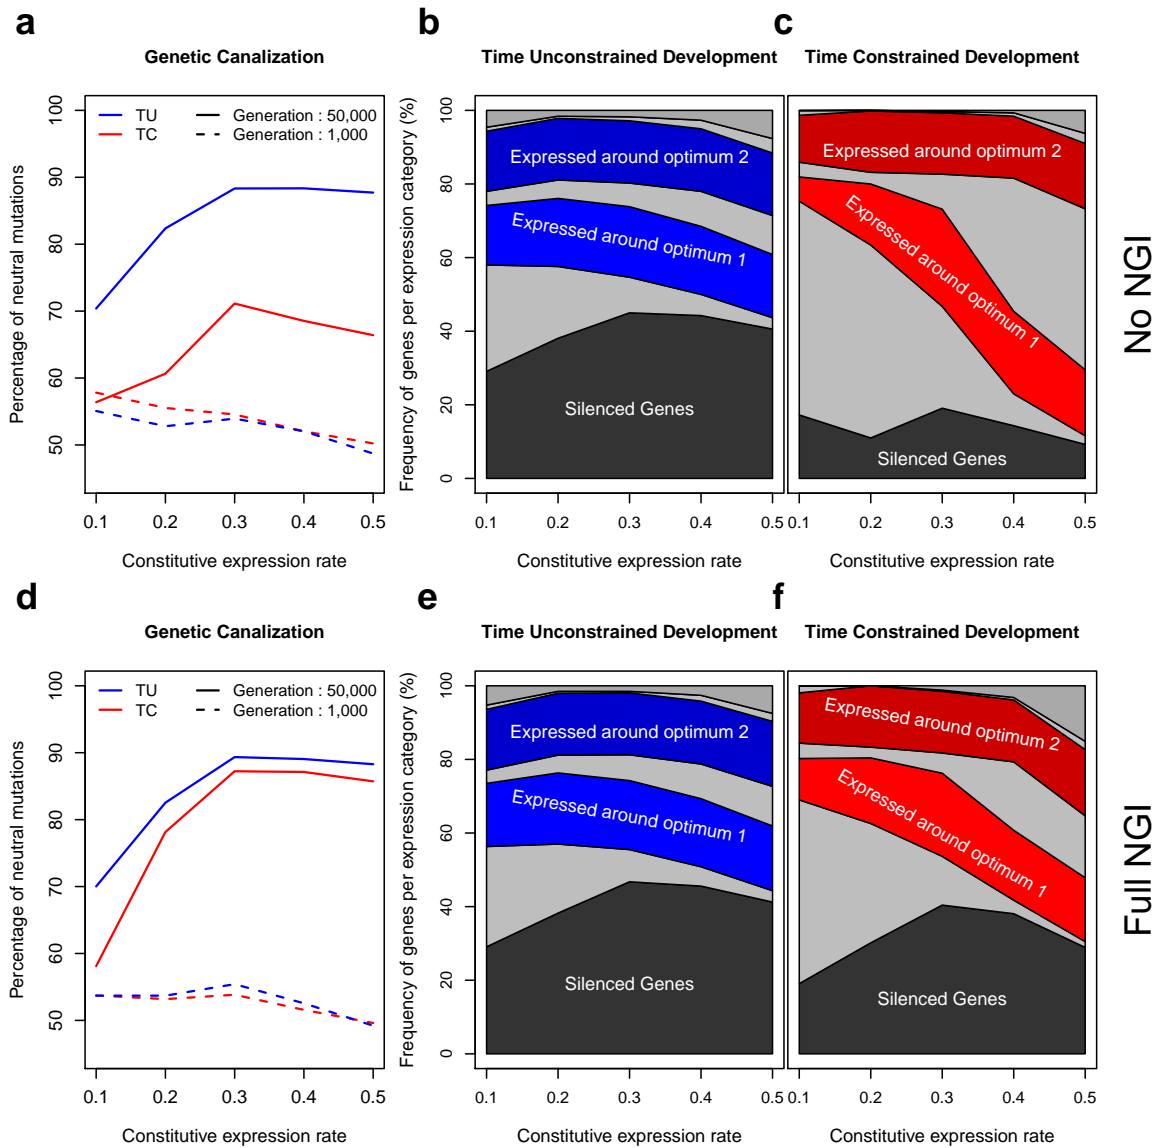 a
b
c
Genetic Canalization
Time Unconstrained Development
Time Constrained Development
Percentage of neutral mutations
50 60 70 80 90 100
TU
TC
Generation : 50,000
Generation : 1,000
0.1 0.2 0.3 0.4 0.5
Constitutive expression rate
Frequency of genes per expression category (%)
0 20 40 60 80 100
Expressed around optimum 2
Expressed around optimum 1
Silenced Genes
0.1 0.2 0.3 0.4 0.5
Constitutive expression rate
Expressed around optimum 2
Expressed around optimum 1
Silenced Genes
0.1 0.2 0.3 0.4 0.5
Constitutive expression rate
No NGI
d
e
f
Genetic Canalization
Time Unconstrained Development
Time Constrained Development
Percentage of neutral mutations
50 60 70 80 90 100
TU
TC
Generation : 50,000
Generation : 1,000
0.1 0.2 0.3 0.4 0.5
Constitutive expression rate
Frequency of genes per expression category (%)
0 20 40 60 80 100
Expressed around optimum 2
Expressed around optimum 1
Silenced Genes
0.1 0.2 0.3 0.4 0.5
Constitutive expression rate
Expressed around optimum 2
Expressed around optimum 1
Silenced Genes
0.1 0.2 0.3 0.4 0.5
Constitutive expression rate
Full NGI